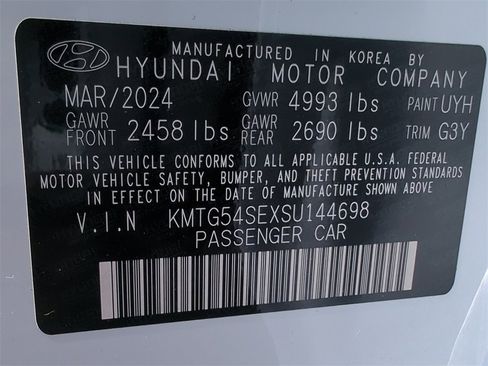 MANUFACTURED IN KOREA BY
HYUNDAI MOTOR COMPANY
MAR/2024 GVWR 4993 lbs PAINT UYH
GAWR FRONT 2458 lbs GAWR REAR 2690 lbs TRIM G3Y
THIS VEHICLE CONFORMS TO ALL APPLICABLE U.S.A. FEDERAL
MOTOR VEHICLE SAFETY, BUMPER, AND THEFT PREVENTION STANDARDS
IN EFFECT ON THE DATE OF MANUFACTURE SHOWN ABOVE.
V.I.N KMTG54SEXSU144698
PASSENGER CAR